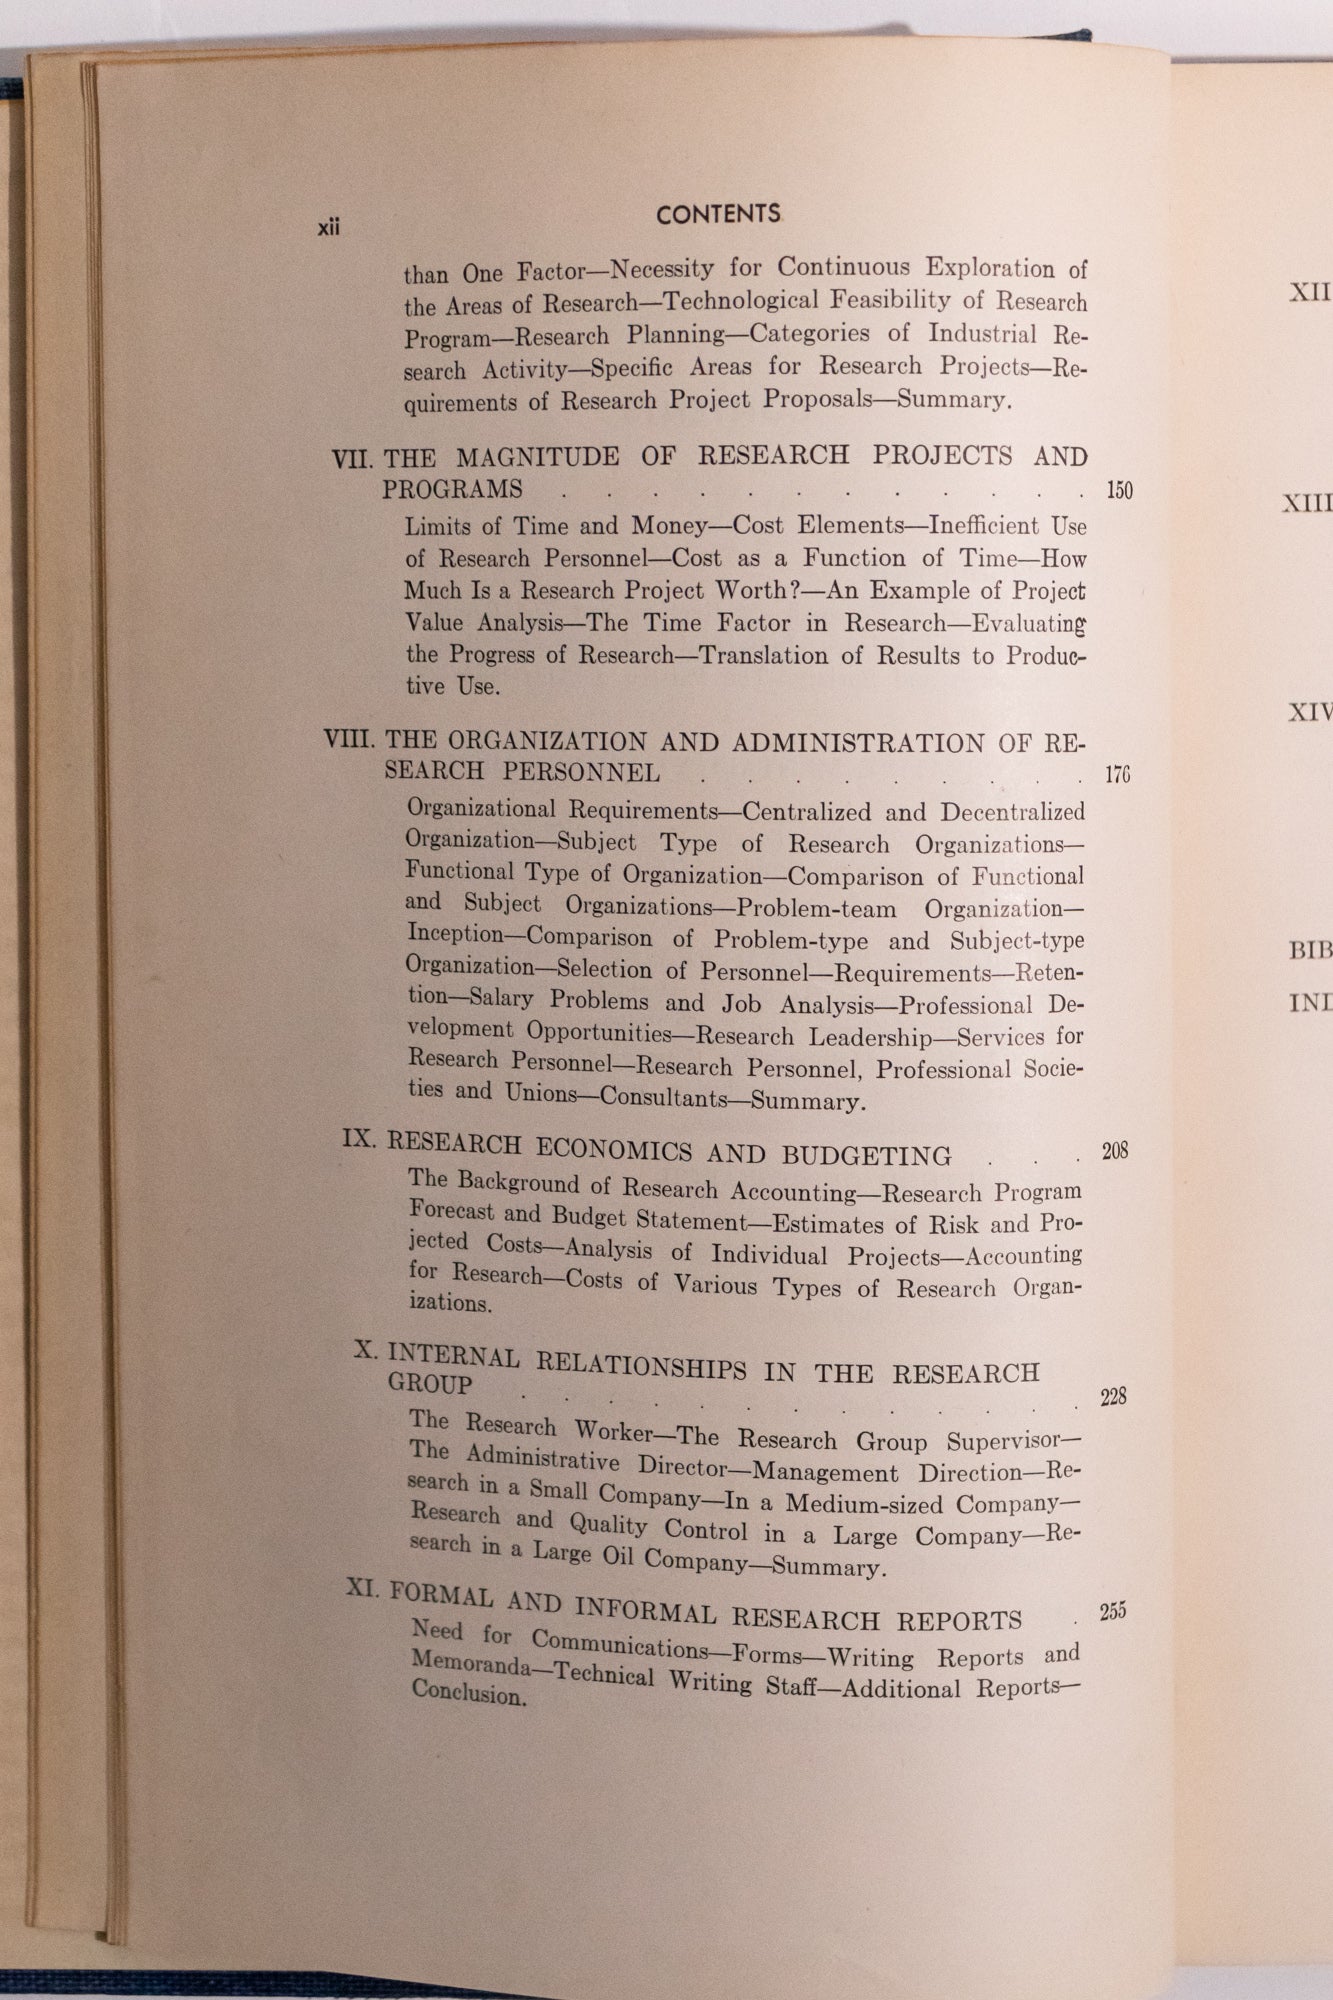 xii CONTENTS
than One Factor—Necessity for Continuous Exploration of
the Areas of Research—Technological Feasibility of Research
Program—Research Planning—Categories of Industrial Re-
search Activity—Specific Areas for Research Projects—Re-
quirements of Research Project Proposals—Summary.
VII. THE MAGNITUDE OF RESEARCH PROJECTS AND
PROGRAMS . . . . . . . . . . . . 150
Limits of Time and Money—Cost Elements—Inefficient Use
of Research Personnel—Cost as a Function of Time—How
Much Is a Research Project Worth?—An Example of Project
Value Analysis—The Time Factor in Research—Evaluating
the Progress of Research—Translation of Results to Produc-
tive Use.
VIII. THE ORGANIZATION AND ADMINISTRATION OF RE-
SEARCH PERSONNEL . . . . . . . . . 176
Organizational Requirements—Centralized and Decentralized
Organization—Subject Type of Research Organizations—
Functional Type of Organization—Comparison of Functional
and Subject Organizations—Problem-team Organization—
Inception—Comparison of Problem-type and Subject-type
Organization—Selection of Personnel—Requirements—Reten-
tion—Salary Problems and Job Analysis—Professional De-
velopment Opportunities—Research Leadership—Services for
Research Personnel—Research Personnel, Professional Socie-
ties and Unions—Consultants—Summary.
IX. RESEARCH ECONOMICS AND BUDGETING . . . 208
The Background of Research Accounting—Research Program
Forecast and Budget Statement—Estimates of Risk and Pro-
jected Costs—Analysis of Individual Projects—Accounting
for Research—Costs of Various Types of Research Organ-
izations.
X. INTERNAL RELATIONSHIPS IN THE RESEARCH
GROUP . . . . . . . . . . . . . 228
The Research Worker—The Research Group Supervisor—
The Administrative Director—Management Direction—Re-
search in a Small Company—In a Medium-sized Company—
Research and Quality Control in a Large Company—Re-
search in a Large Oil Company—Summary.
XI. FORMAL AND INFORMAL RESEARCH REPORTS . 255
Need for Communications—Forms—Writing Reports and
Memoranda—Technical Writing Staff—Additional Reports—
Conclusion.
XII
XIII
XIV
BIB
IND